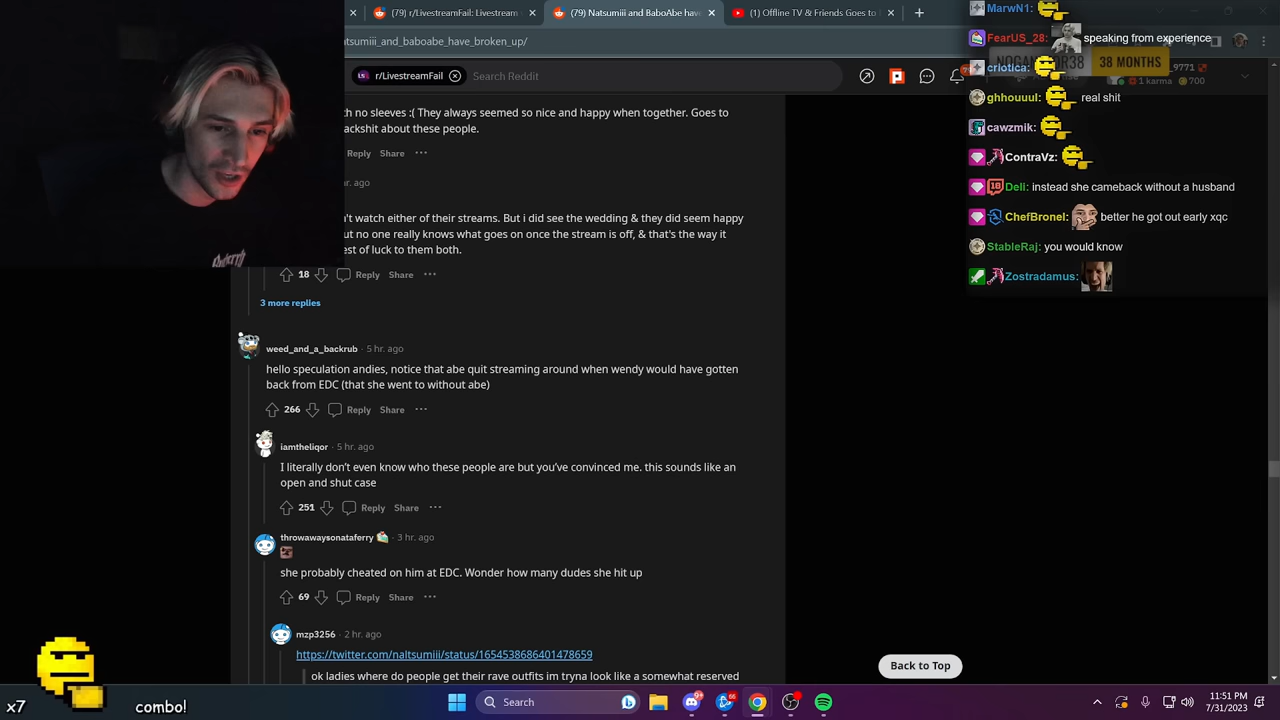 (79) r/LivestreamFail: Livestream
(79) Natsumiii and BaboAbe have
(1) Offline TV & Friends Goes to
atsumiii_and_baboabe_have_broken_up/
r/LivestreamFail
Search Reddit
1 karma
700
h no sleeves :( They always seemed so nice and happy when together. Goes to
ckshit about these people.
Reply Share
hr. ago
't watch either of their streams. But i did see the wedding & they did seem happy
ut no one really knows what goes on once the stream is off, & that's the way it
est of luck to them both.
18 Reply Share
3 more replies
weed_and_a_backrub · 5 hr. ago
hello speculation andies, notice that abe quit streaming around when wendy would have gotten
back from EDC (that she went to without abe)
266 Reply Share
iamtheliqor · 5 hr. ago
I literally don't even know who these people are but you've convinced me. this sounds like an
open and shut case
251 Reply Share
throwawaysonataferry · 3 hr. ago
she probably cheated on him at EDC. Wonder how many dudes she hit up
69 Reply Share
mzp3256 · 2 hr. ago
https://twitter.com/naltsumiii/status/1654538686401478659
ok ladies where do people get their rave outfits im tryna look like a somewhat reserved
Back to Top
MarwN1:
FearUS_28: speaking from experience
38 MONTHS
criotica:
ghhouuul: real shit
cawzmik:
ContraVz:
Deli: instead she cameback without a husband
ChefBronel: better he got out early xqc
StableRaj: you would know
Zostradamus:
x7 combo!
Search
11:51 PM
7/31/2023